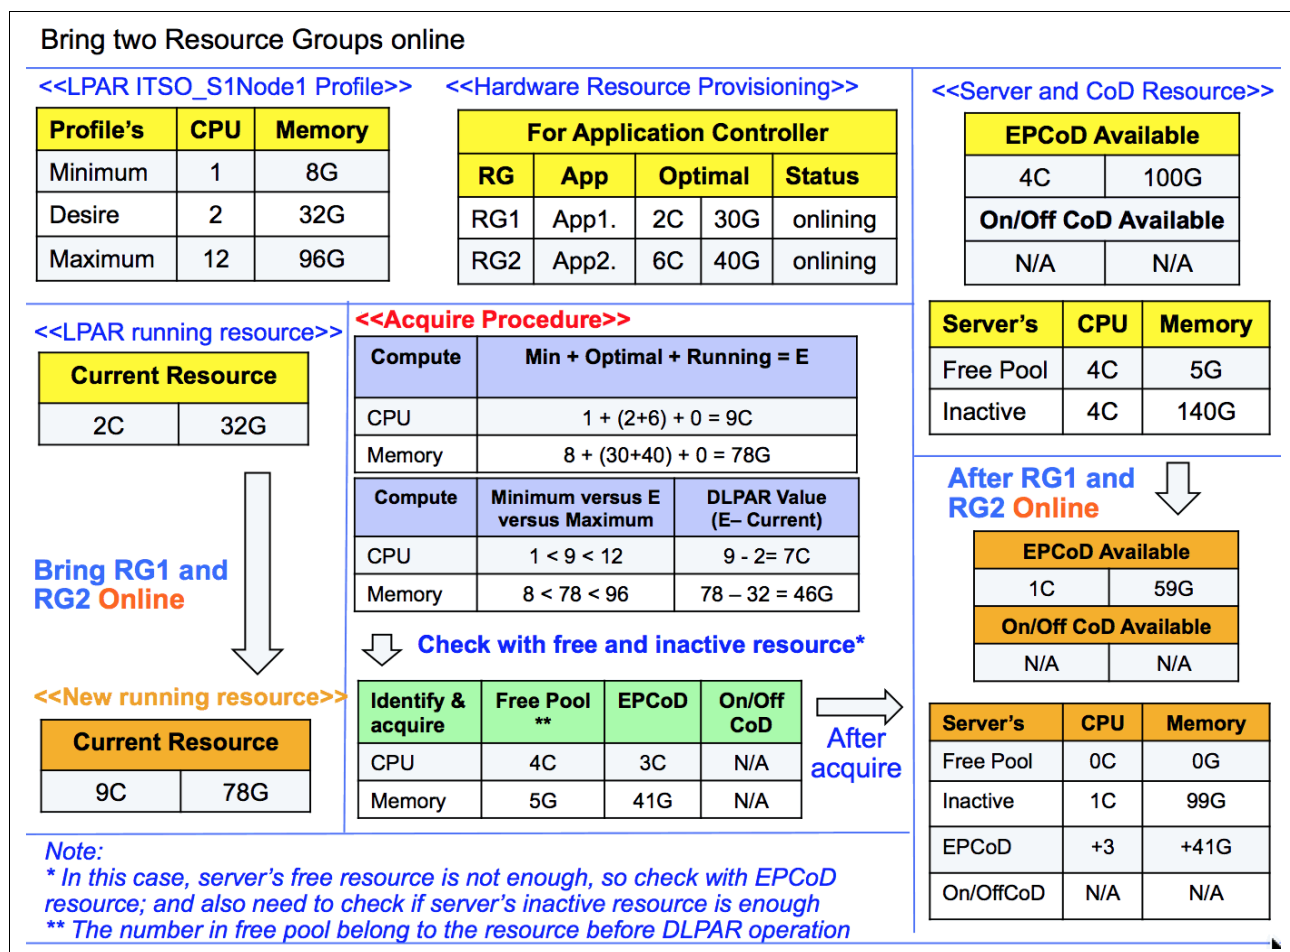 Bring two Resource Groups online
<<LPAR ITSO_S1Node1 Profile>>
Profile's CPU Memory
Minimum 1 8G
Desire 2 32G
Maximum 12 96G
<<Hardware Resource Provisioning>>
For Application Controller
RG App Optimal Status
RG1 App1. 2C 30G onlining
RG2 App2. 6C 40G onlining
<<Server and CoD Resource>>
EPCoD Available
4C 100G
On/Off CoD Available
N/A N/A
Server's CPU Memory
Free Pool 4C 5G
Inactive 4C 140G
<<LPAR running resource>>
Current Resource
2C 32G
Bring RG1 and
RG2 Online
<<New running resource>>
Current Resource
9C 78G
<<Acquire Procedure>>
Compute Min + Optimal + Running = E
CPU 1 + (2+6) + 0 = 9C
Memory 8 + (30+40) + 0 = 78G
Compute Minimum versus E DLPAR Value
versus Maximum (E– Current)
CPU 1 < 9 < 12 9 - 2= 7C
Memory 8 < 78 < 96 78 – 32 = 46G
Check with free and inactive resource*
Identify & Free Pool EPCoD On/Off
acquire ** CoD
CPU 4C 3C N/A
Memory 5G 41G N/A
After
acquire
After RG1 and
RG2 Online
EPCoD Available
1C 59G
On/Off CoD Available
N/A N/A
Server's CPU Memory
Free Pool 0C 0G
Inactive 1C 99G
EPCoD +3 +41G
On/OffCoD N/A N/A
Note:
* In this case, server's free resource is not enough, so check with EPCoD
resource; and also need to check if server's inactive resource is enough
** The number in free pool belong to the resource before DLPAR operation